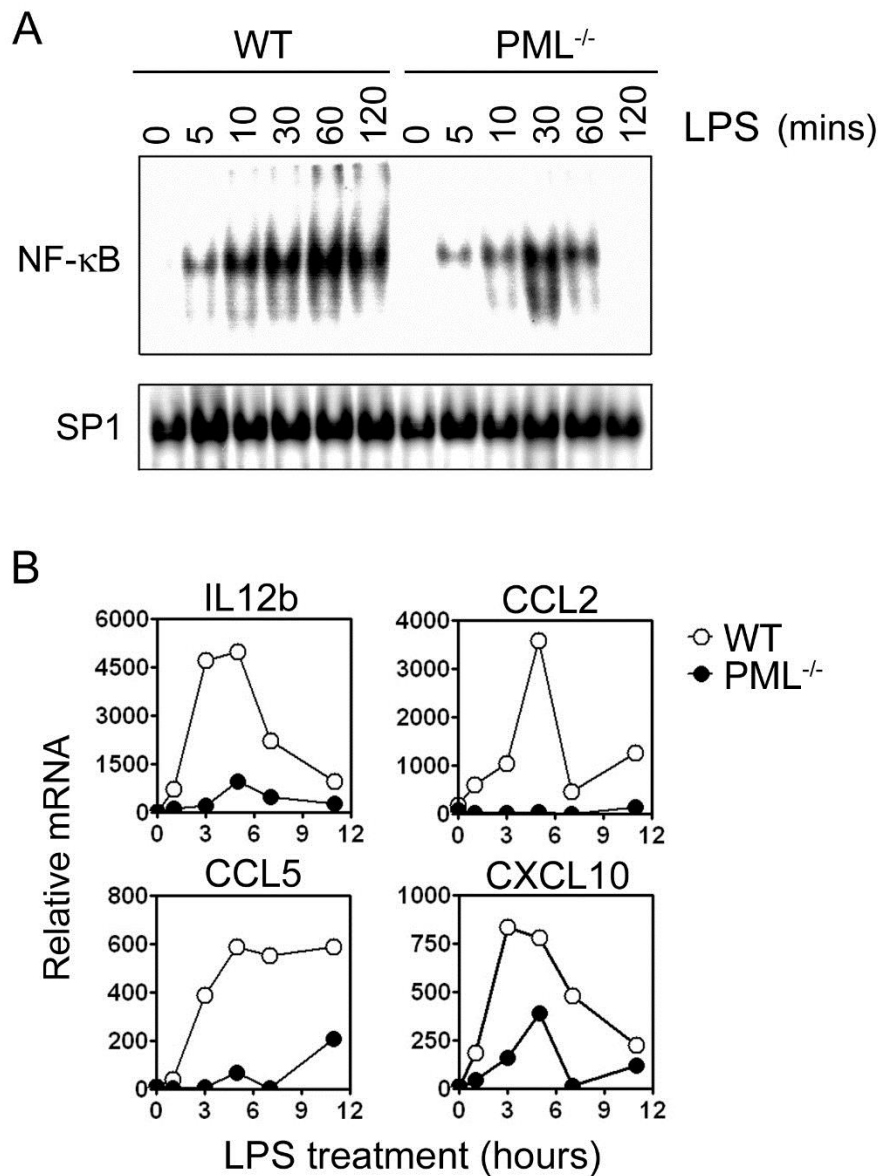 A
WT PML-/-
0 5 10 30 60 120 0 5 10 30 60 120 LPS (mins)
NF-κB
SP1
B
IL12b CCL2
WT
PML-/-
6000 4500 3000 1500 0
0 3 6 9 12
4000 3000 2000 1000 0
0 3 6 9 12
Relative mRNA
CCL5 CXCL10
800 600 400 200 0
0 3 6 9 12
1000 750 500 250 0
0 3 6 9 12
LPS treatment (hours)